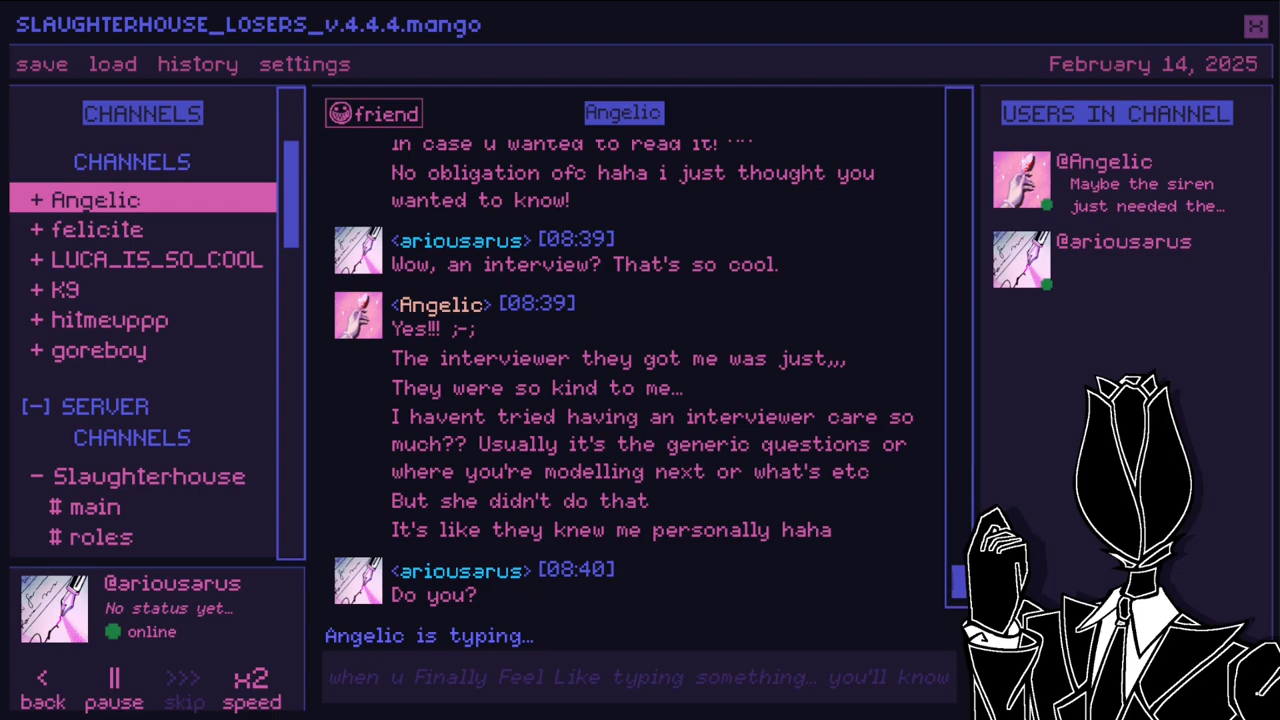 SLAUGHTERHOUSE_LOSERS_v.4.4.4.mango
X
save load history settings
February 14, 2025
CHANNELS
CHANNELS
+ Angelic
+ felicite
+ LUCA_IS_SO_COOL
+ K9
+ hitmeuppp
+ goreboy
[-] SERVER
CHANNELS
- Slaughterhouse
# main
# roles
@ariousarus
No status yet...
online
< || >>> x2
back pause skip speed
friend
Angelic
In case u wanted to read it! ^^
No obligation ofc haha i just thought you
wanted to know!
<ariousarus> [08:39]
Wow, an interview? That's so cool.
<Angelic> [08:39]
Yes!!! ;-;
The interviewer they got me was just,,,
They were so kind to me...
I havent tried having an interviewer care so
much?? Usually it's the generic questions or
where you're modelling next or what's etc
But she didn't do that
It's like they knew me personally haha
<ariousarus> [08:40]
Do you?
Angelic is typing...
when u Finally Feel Like typing something... you'll know
USERS IN CHANNEL
@Angelic
Maybe the siren
just needed the...
@ariousarus